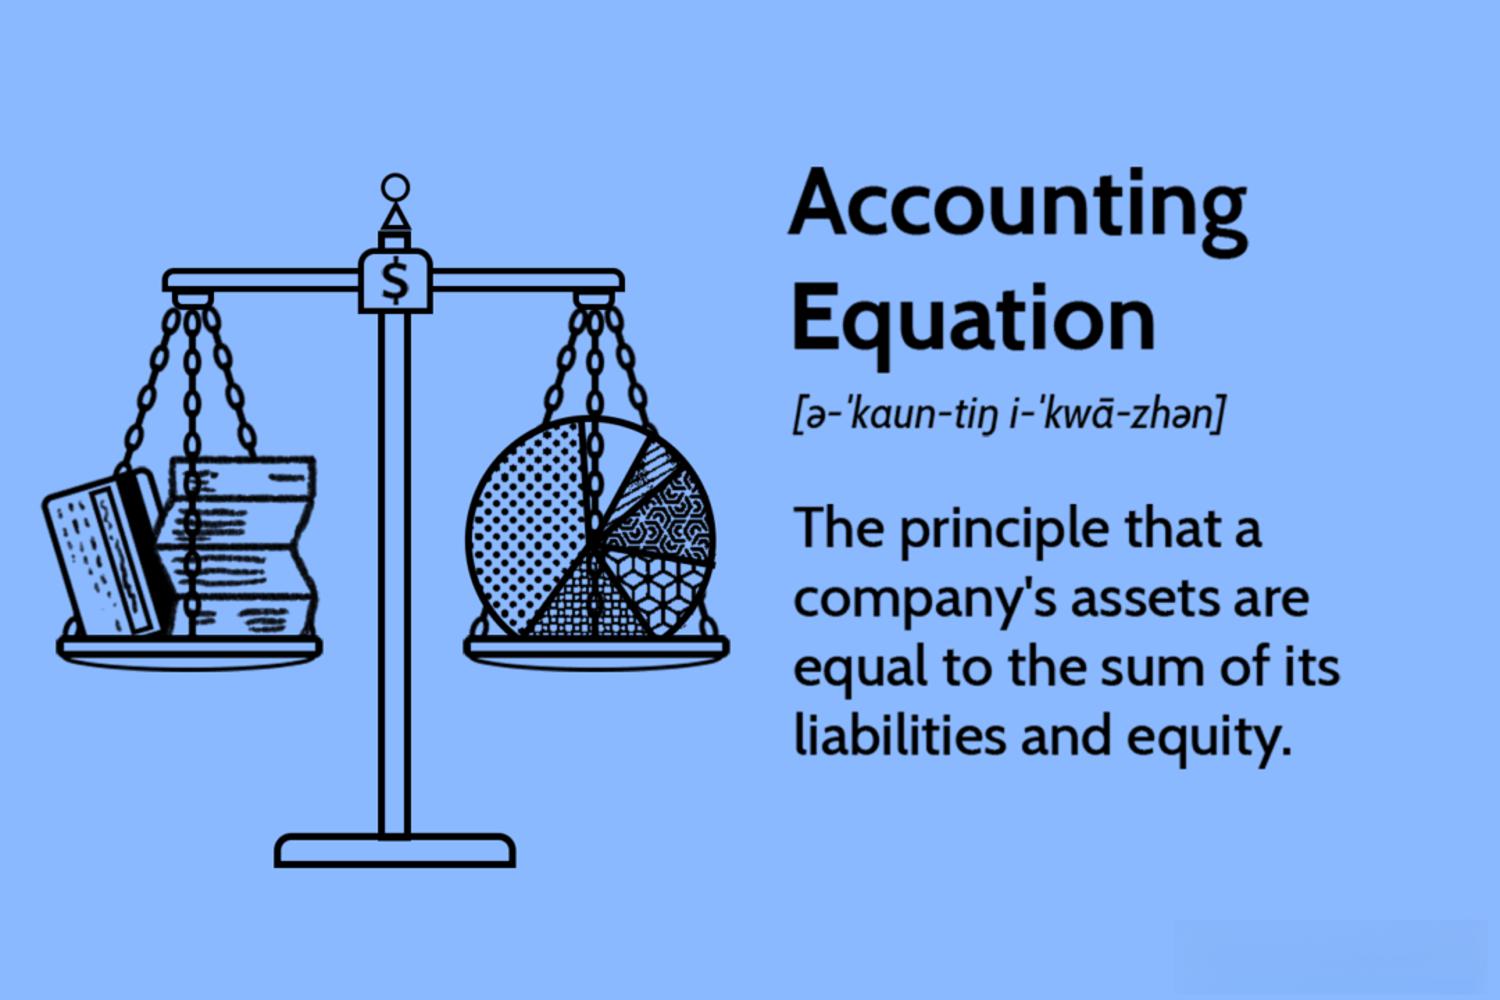 $
Accounting
Equation
[ə-ˈkaun-tiŋ i-ˈkwā-zhən]
The principle that a
company's assets are
equal to the sum of its
liabilities and equity.